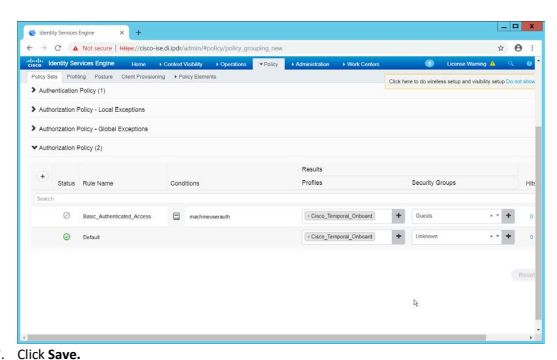 Identity Services Engine
Not secure | https://cisco-ise.di.ipdr/admin/#policy/policy_grouping_new
cisco Identity Services Engine Home Context Visibility Operations Policy Administration Work Centers License Warning
Policy Sets Profiling Posture Client Provisioning Policy Elements
Click here to do wireless setup and visibility setup Do not show
Authentication Policy (1)
Authorization Policy - Local Exceptions
Authorization Policy - Global Exceptions
Authorization Policy (2)
Results
+ Status Rule Name Conditions Profiles Security Groups Hits
Search
Basic_Authenticated_Access machineuserauth × Cisco_Temporal_Onboard + Guests × + 0
Default × Cisco_Temporal_Onboard + Unknown × + 0
Reset
. Click Save.